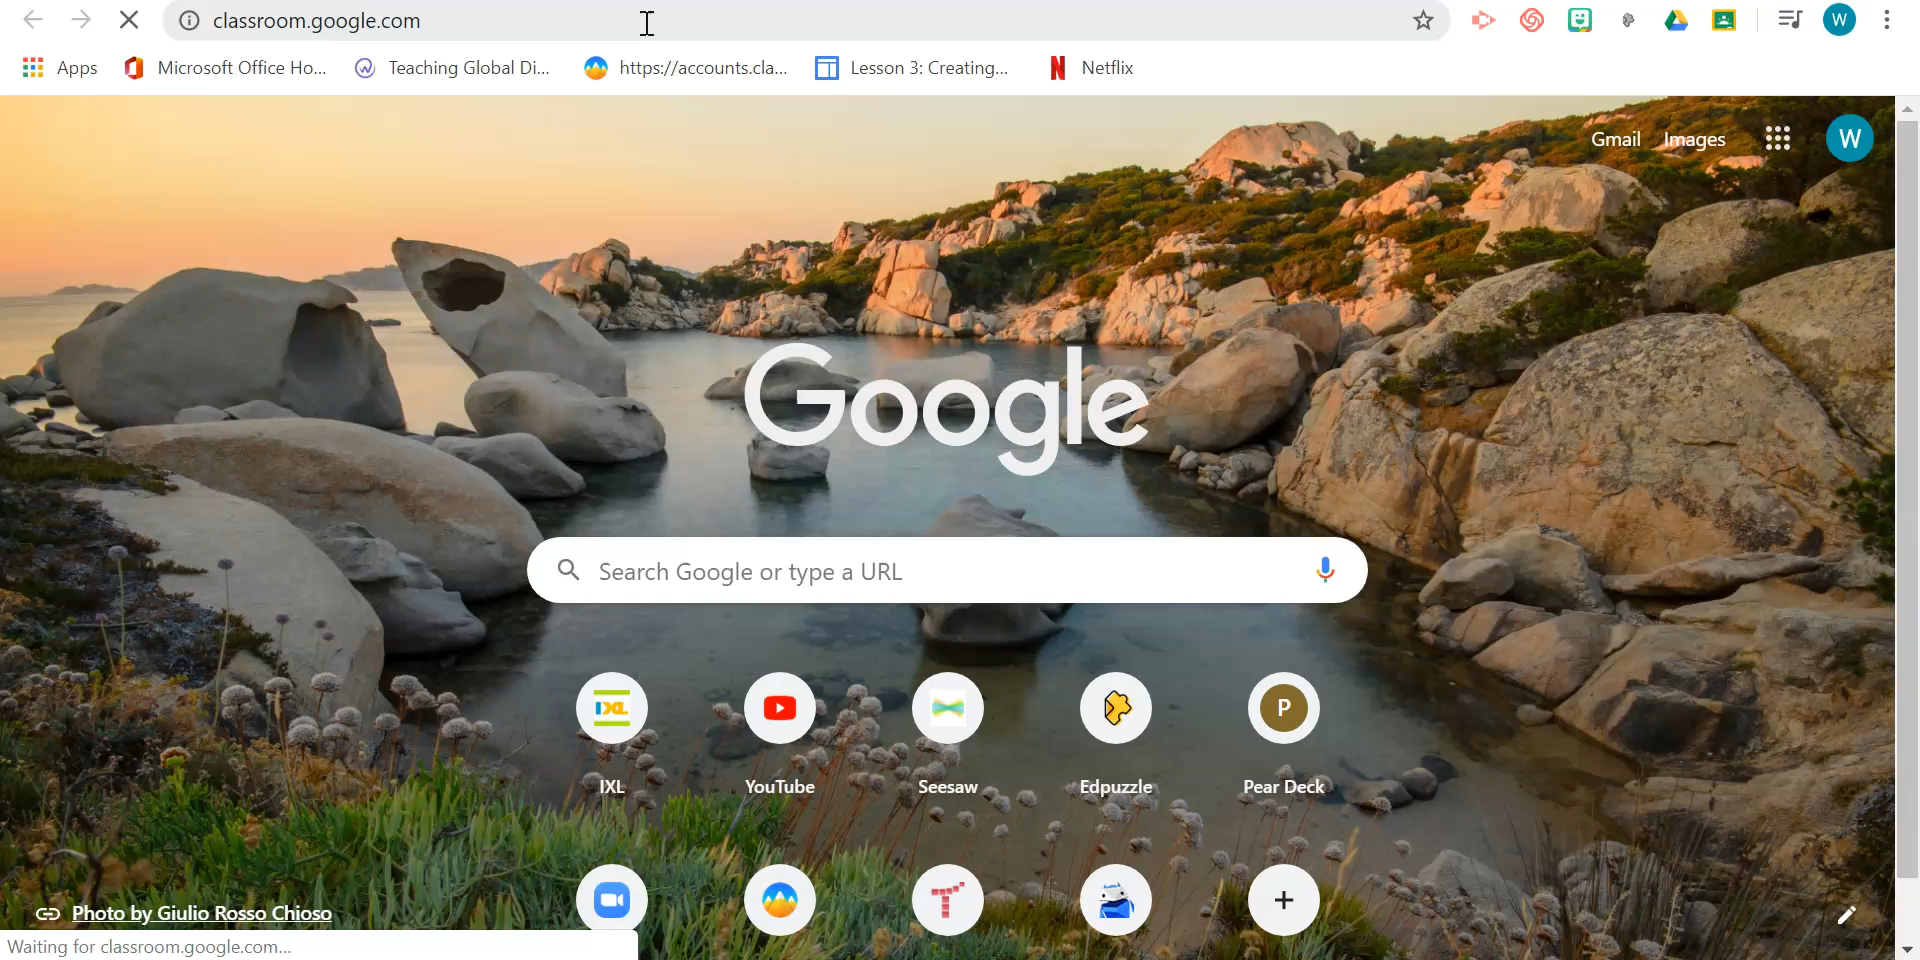 classroom.google.com
W
Apps
Microsoft Office Ho...
Teaching Global Di...
https://accounts.cla...
Lesson 3: Creating...
N Netflix
Gmail Images
W
Google
Search Google or type a URL
IXL
P
IXL YouTube Seesaw Edpuzzle Pear Deck
Photo by Giulio Rosso Chioso
Waiting for classroom.google.com...